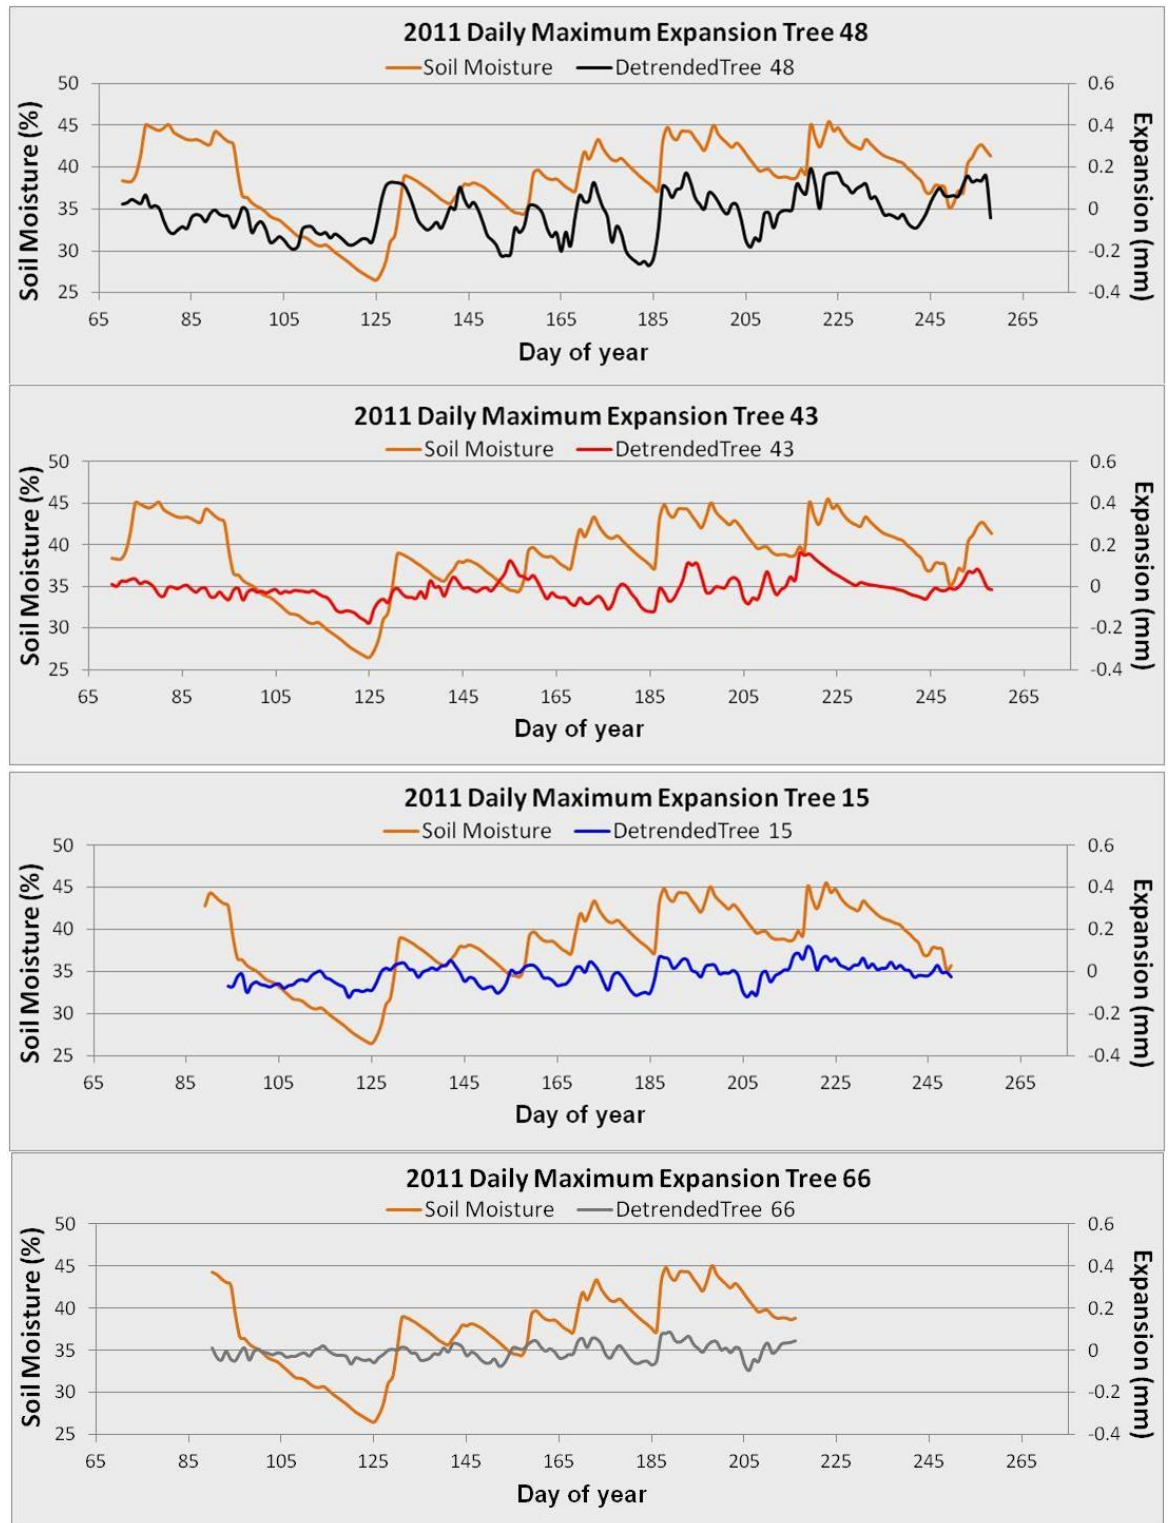 2011 Daily Maximum Expansion Tree 48
Soil Moisture DetrendedTree 48
50 0.6
45 0.4
40 0.2
35 0
30 -0.2
25 -0.4
Soil Moisture (%)
Expansion (mm)
65 85 105 125 145 165 185 205 225 245 265
Day of year
2011 Daily Maximum Expansion Tree 43
Soil Moisture DetrendedTree 43
50 0.6
45 0.4
40 0.2
35 0
30 -0.2
25 -0.4
Soil Moisture (%)
Expansion (mm)
65 85 105 125 145 165 185 205 225 245 265
Day of year
2011 Daily Maximum Expansion Tree 15
Soil Moisture DetrendedTree 15
50 0.6
45 0.4
40 0.2
35 0
30 -0.2
25 -0.4
Soil Moisture (%)
Expansion (mm)
65 85 105 125 145 165 185 205 225 245 265
Day of year
2011 Daily Maximum Expansion Tree 66
Soil Moisture DetrendedTree 66
50 0.6
45 0.4
40 0.2
35 0
30 -0.2
25 -0.4
Soil Moisture (%)
Expansion (mm)
65 85 105 125 145 165 185 205 225 245 265
Day of year